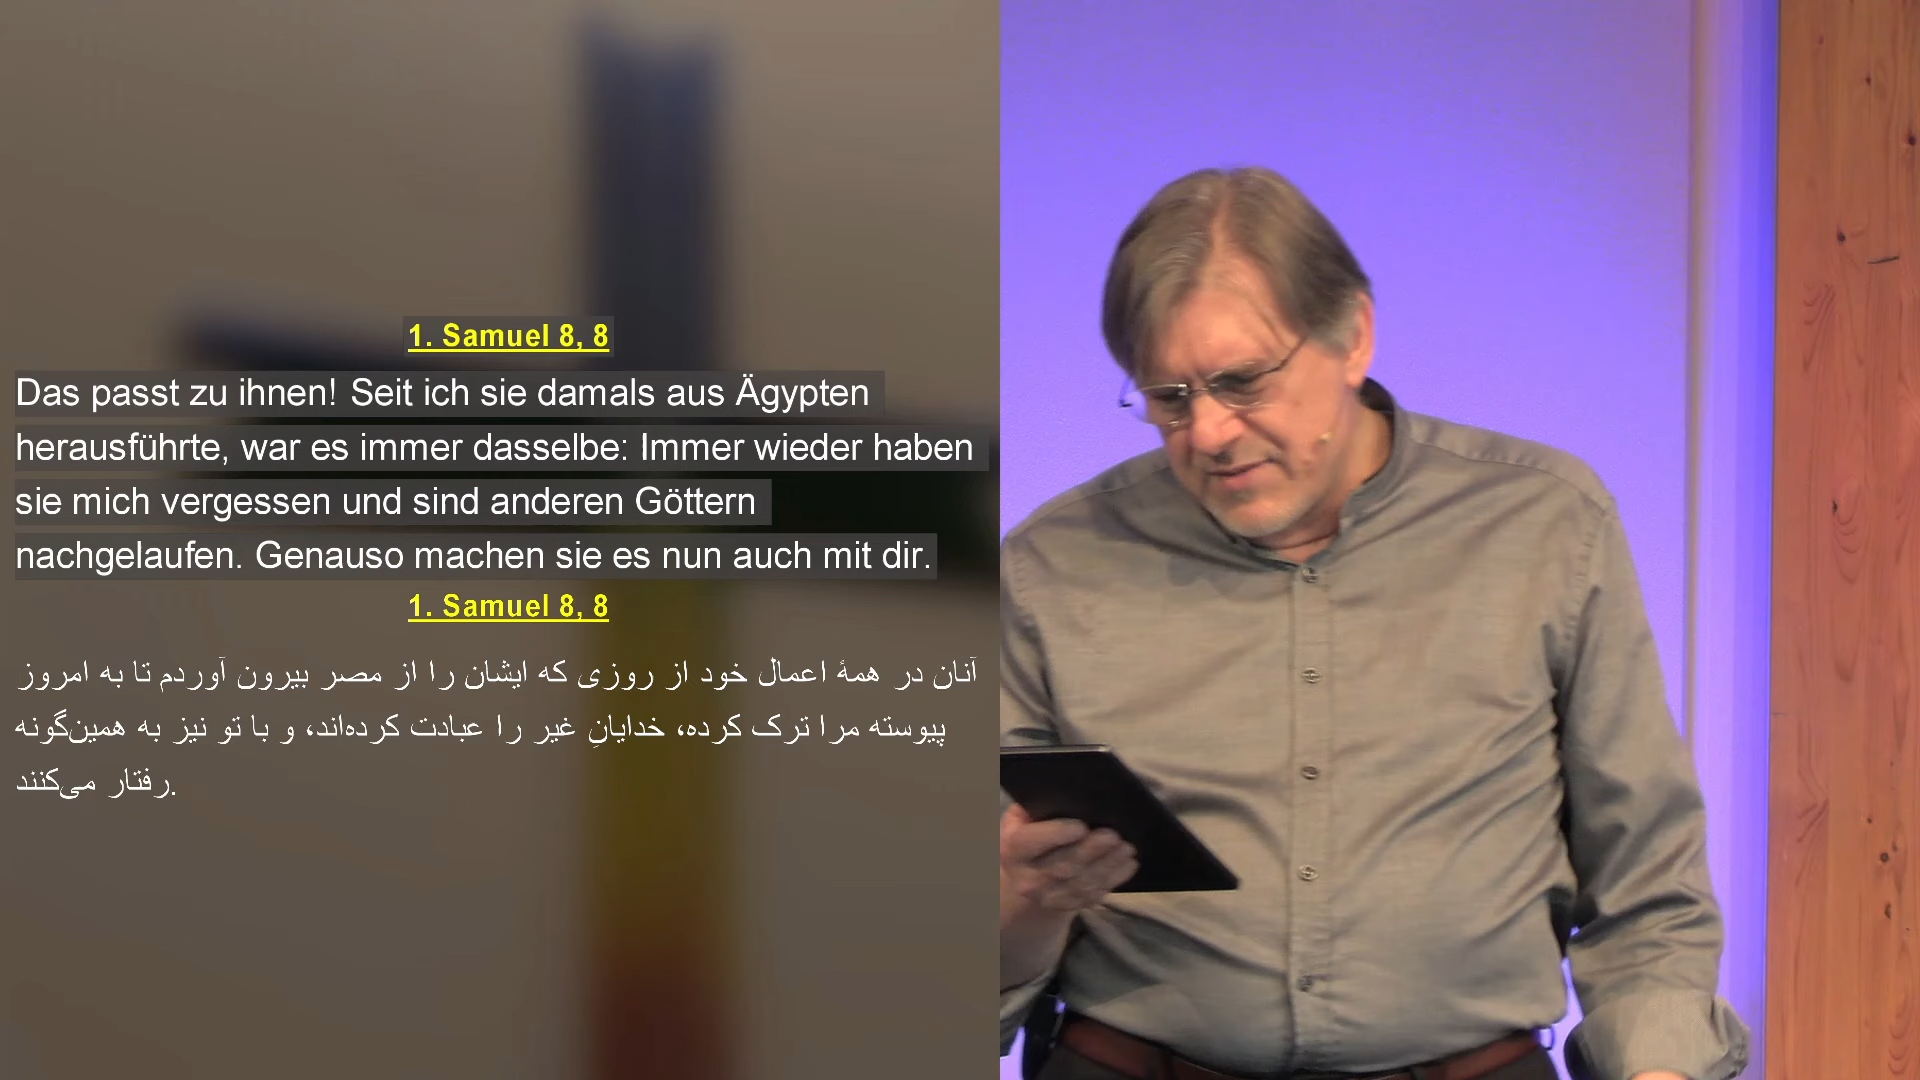 1. Samuel 8, 8
Das passt zu ihnen! Seit ich sie damals aus Ägypten
herausführte, war es immer dasselbe: Immer wieder haben
sie mich vergessen und sind anderen Göttern
nachgelaufen. Genauso machen sie es nun auch mit dir.
1. Samuel 8, 8
آنان در همهٔ اعمال خود از روزی که ایشان را از مصر بیرون آوردم تا به امروز
پیوسته مرا ترک کرده، خدایانِ غیر را عبادت کرده‌اند، و با تو نیز به همین‌گونه
رفتار می‌کنند.